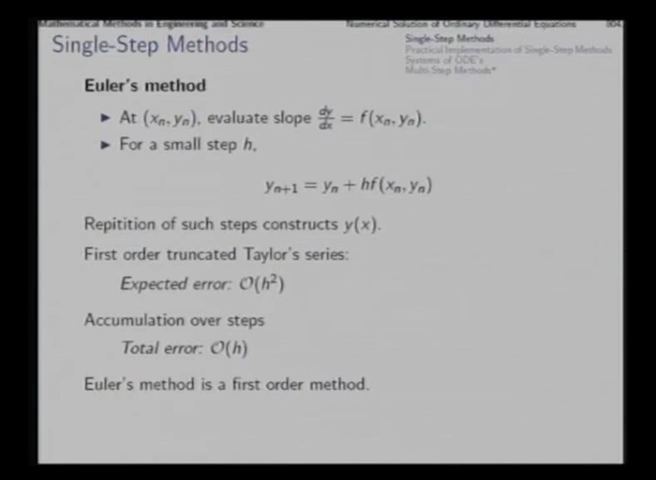 Mathematical Methods in Engineering and Science
Numerical Solution of Ordinary Differential Equations 804
Single-Step Methods
Single-Step Methods
Practical Implementation of Single-Step Methods
Systems of ODE's
Multi-Step Methods*
Euler's method
► At (xₙ, yₙ), evaluate slope dy/dx = f(xₙ, yₙ).
► For a small step h,
yₙ₊₁ = yₙ + hf(xₙ, yₙ)
Repitition of such steps constructs y(x).
First order truncated Taylor's series:
Expected error: O(h²)
Accumulation over steps
Total error: O(h)
Euler's method is a first order method.